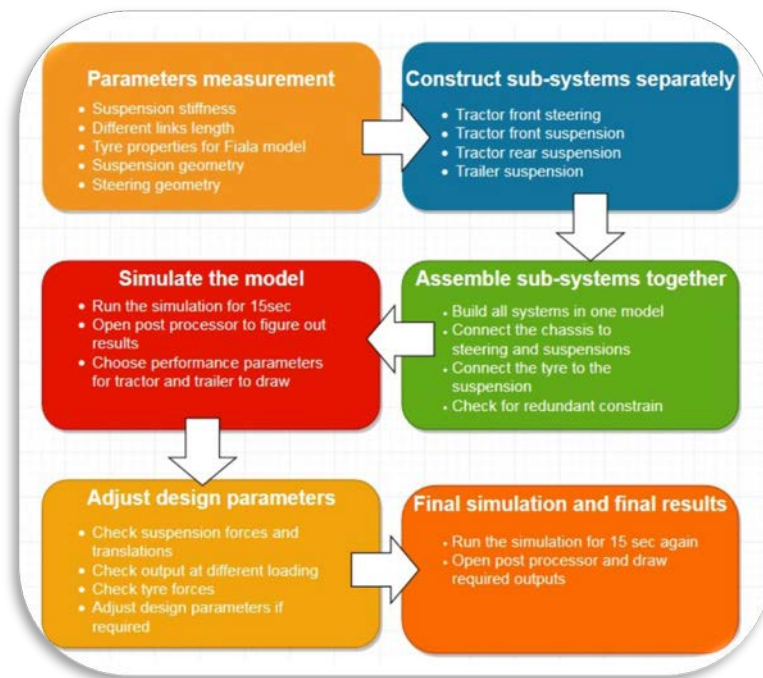 Parameters measurement
• Suspension stiffness
• Different links length
• Tyre properties for Fiala model
• Suspension geometry
• Steering geometry
Construct sub-systems separately
• Tractor front steering
• Tractor front suspension
• Tractor rear suspension
• Trailer suspension
Assemble sub-systems together
• Build all systems in one model
• Connect the chassis to
steering and suspensions
• Connect the tyre to the
suspension
• Check for redundant constrain
Simulate the model
• Run the simulation for 15sec
• Open post processor to figure out
results
• Choose performance parameters
for tractor and trailer to draw
Adjust design parameters
• Check suspension forces and
translations
• Check output at different loading
• Check tyre forces
• Adjust design parameters if
required
Final simulation and final results
• Run the simulation for 15 sec again
• Open post processor and draw
required outputs